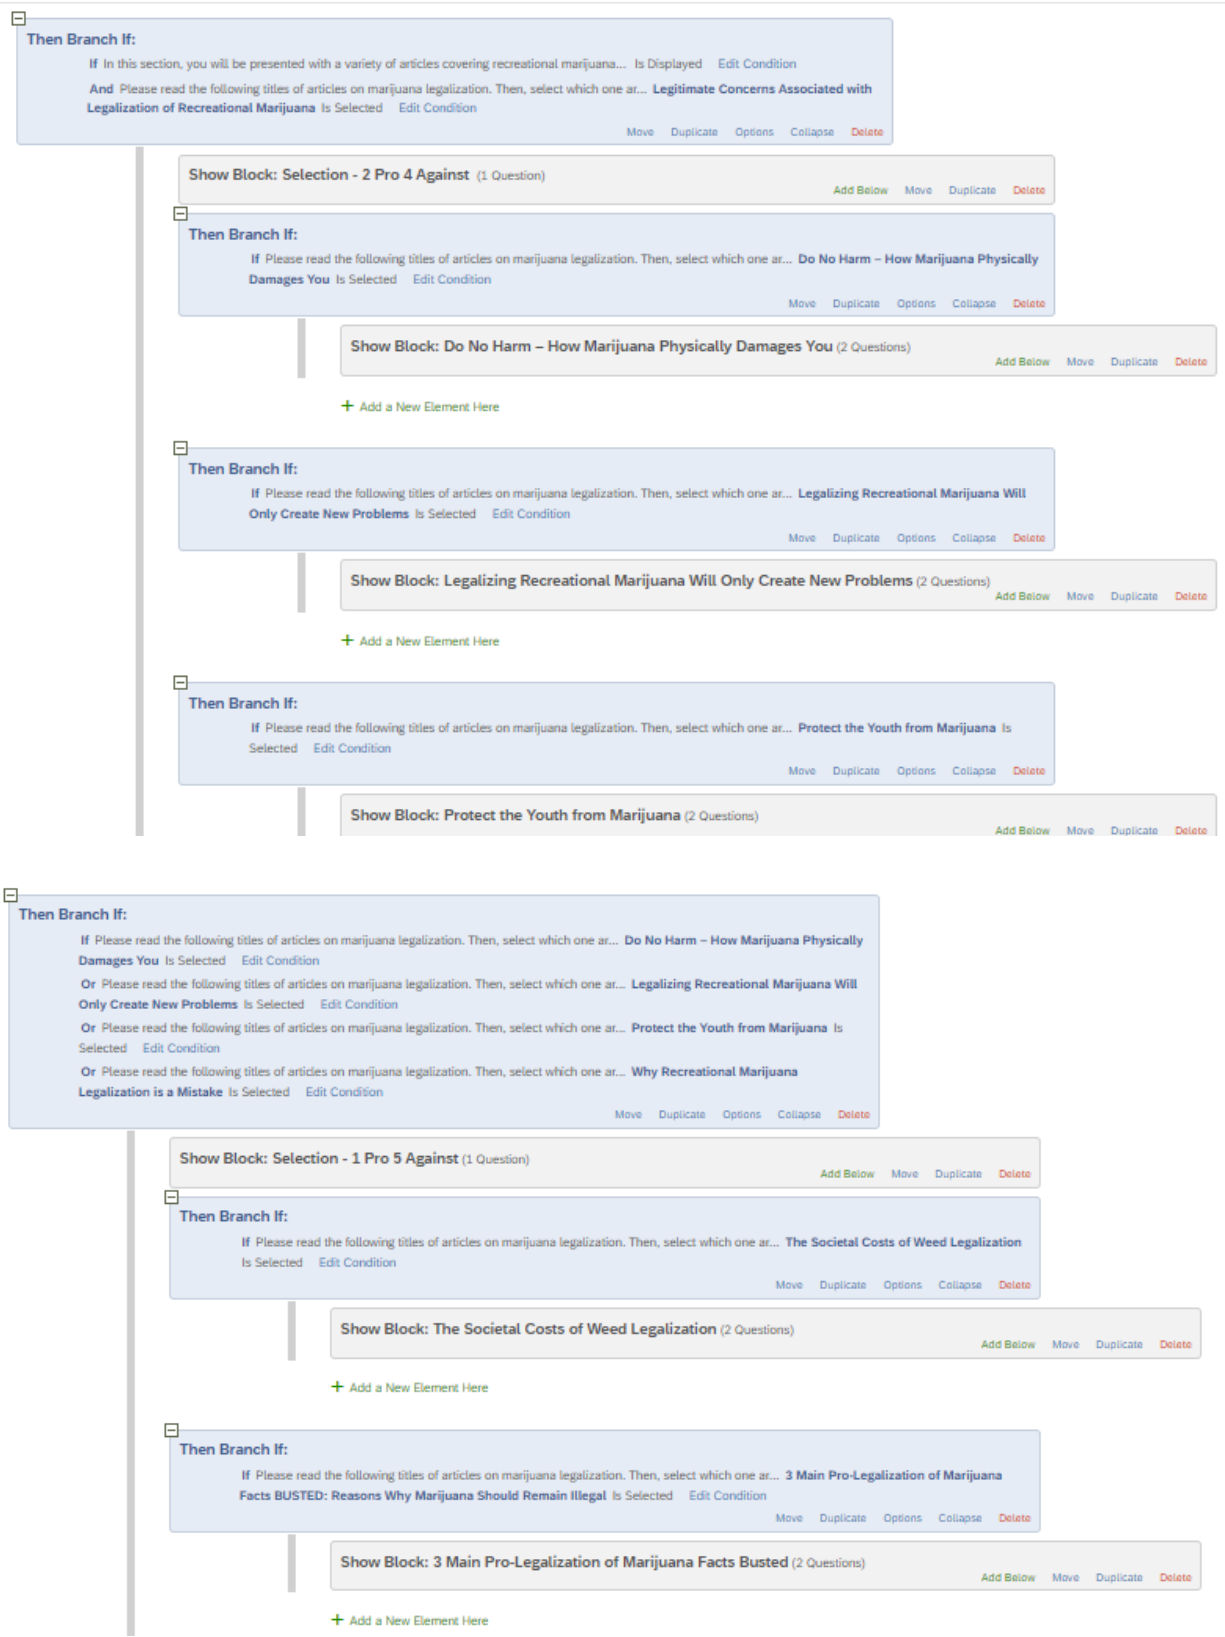 Then Branch If:
If In this section, you will be presented with a variety of articles covering recreational marijuana... Is Displayed Edit Condition
And Please read the following titles of articles on marijuana legalization. Then, select which one ar... Legitimate Concerns Associated with
Legalization of Recreational Marijuana Is Selected Edit Condition
Move Duplicate Options Collapse Delete
Show Block: Selection - 2 Pro 4 Against (1 Question)
Add Below Move Duplicate Delete
Then Branch If:
If Please read the following titles of articles on marijuana legalization. Then, select which one ar... Do No Harm – How Marijuana Physically
Damages You Is Selected Edit Condition
Move Duplicate Options Collapse Delete
Show Block: Do No Harm – How Marijuana Physically Damages You (2 Questions)
Add Below Move Duplicate Delete
+ Add a New Element Here
Then Branch If:
If Please read the following titles of articles on marijuana legalization. Then, select which one ar... Legalizing Recreational Marijuana Will
Only Create New Problems Is Selected Edit Condition
Move Duplicate Options Collapse Delete
Show Block: Legalizing Recreational Marijuana Will Only Create New Problems (2 Questions)
Add Below Move Duplicate Delete
+ Add a New Element Here
Then Branch If:
If Please read the following titles of articles on marijuana legalization. Then, select which one ar... Protect the Youth from Marijuana Is
Selected Edit Condition
Move Duplicate Options Collapse Delete
Show Block: Protect the Youth from Marijuana (2 Questions)
Add Below Move Duplicate Delete
Then Branch If:
If Please read the following titles of articles on marijuana legalization. Then, select which one ar... Do No Harm – How Marijuana Physically
Damages You Is Selected Edit Condition
Or Please read the following titles of articles on marijuana legalization. Then, select which one ar... Legalizing Recreational Marijuana Will
Only Create New Problems Is Selected Edit Condition
Or Please read the following titles of articles on marijuana legalization. Then, select which one ar... Protect the Youth from Marijuana Is
Selected Edit Condition
Or Please read the following titles of articles on marijuana legalization. Then, select which one ar... Why Recreational Marijuana
Legalization is a Mistake Is Selected Edit Condition
Move Duplicate Options Collapse Delete
Show Block: Selection - 1 Pro 5 Against (1 Question)
Add Below Move Duplicate Delete
Then Branch If:
If Please read the following titles of articles on marijuana legalization. Then, select which one ar... The Societal Costs of Weed Legalization
Is Selected Edit Condition
Move Duplicate Options Collapse Delete
Show Block: The Societal Costs of Weed Legalization (2 Questions)
Add Below Move Duplicate Delete
+ Add a New Element Here
Then Branch If:
If Please read the following titles of articles on marijuana legalization. Then, select which one ar... 3 Main Pro-Legalization of Marijuana
Facts BUSTED: Reasons Why Marijuana Should Remain Illegal Is Selected Edit Condition
Move Duplicate Options Collapse Delete
Show Block: 3 Main Pro-Legalization of Marijuana Facts Busted (2 Questions)
Add Below Move Duplicate Delete
+ Add a New Element Here